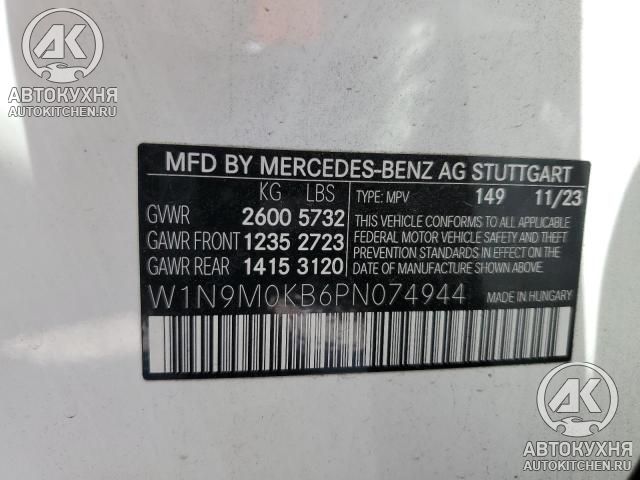 AK
АВТОКУХНЯ
AUTOKITCHEN.RU
MFD BY MERCEDES-BENZ AG STUTTGART
KG LBS TYPE: MPV 149 11/23
GVWR 2600 5732
GAWR FRONT 1235 2723
GAWR REAR 1415 3120
THIS VEHICLE CONFORMS TO ALL APPLICABLE
FEDERAL MOTOR VEHICLE SAFETY AND THEFT
PREVENTION STANDARDS IN EFFECT ON THE
DATE OF MANUFACTURE SHOWN ABOVE.
W1N9M0KB6PN074944 MADE IN HUNGARY
AK
АВТОКУХНЯ
AUTOKITCHEN.RU